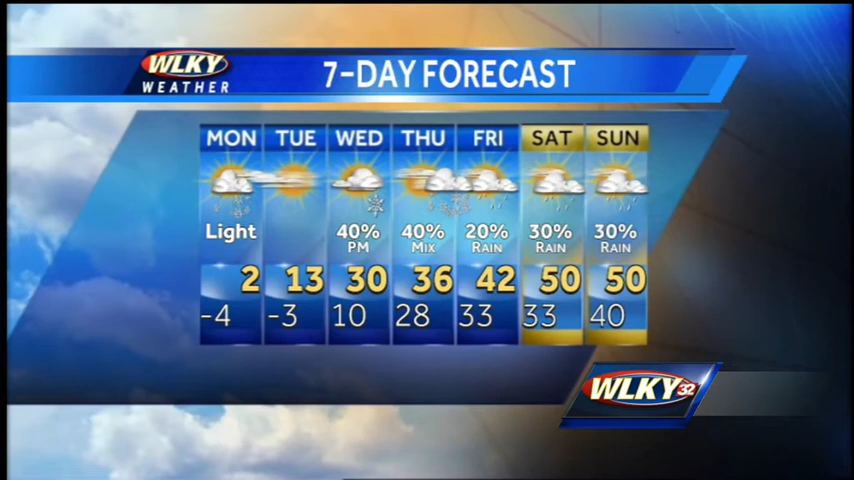 WLKY
WEATHER
7-DAY FORECAST
MON TUE WED THU FRI SAT SUN
Light 40% 40% 20% 30% 30%
PM MIX RAIN RAIN RAIN
2 13 30 36 42 50 50
-4 -3 10 28 33 33 40
WLKY 32